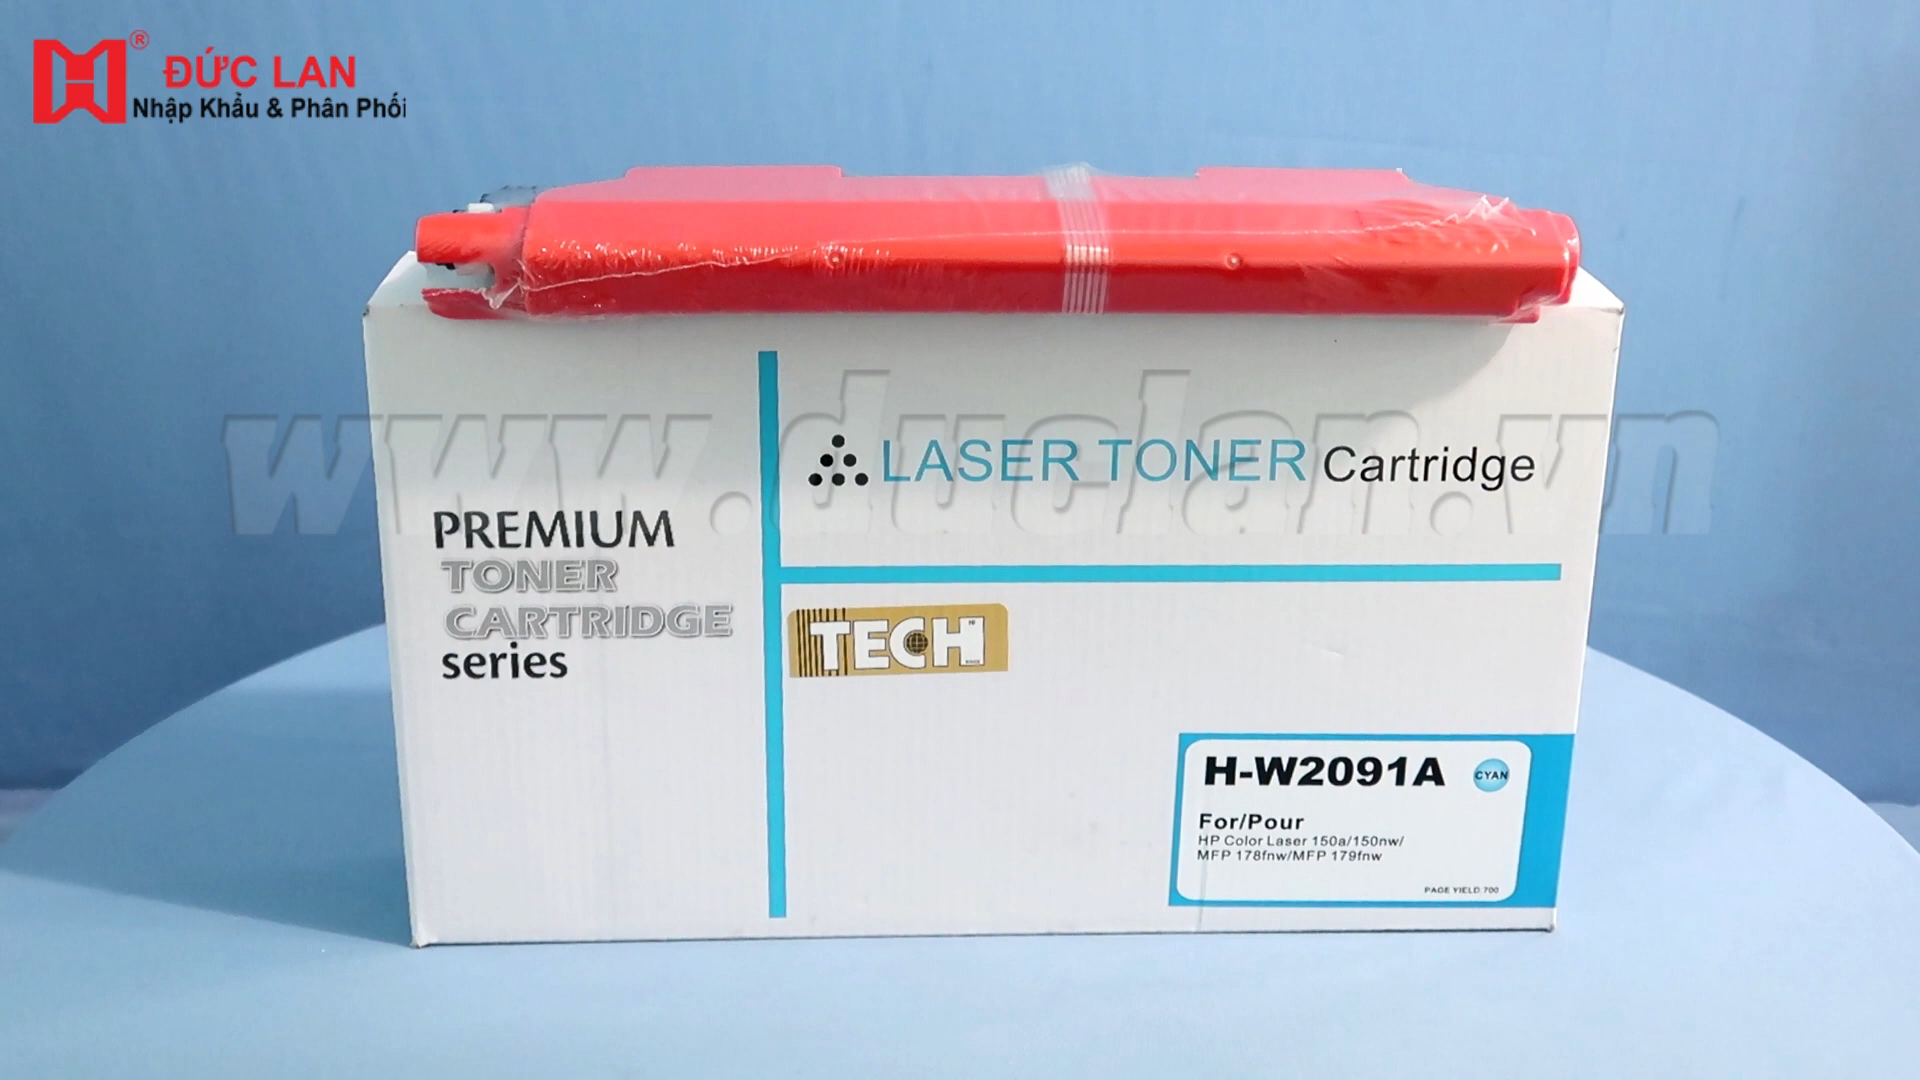 ®
ĐỨC LAN
Nhập Khẩu & Phân Phối
www.duclan.vn
LASER TONER Cartridge
PREMIUM
TONER
CARTRIDGE
series
TECH
H-W2091A
CYAN
For/Pour
HP Color Laser 150a/150nw/
MFP 178fnw/MFP 179fnw
PAGE YIELD:700